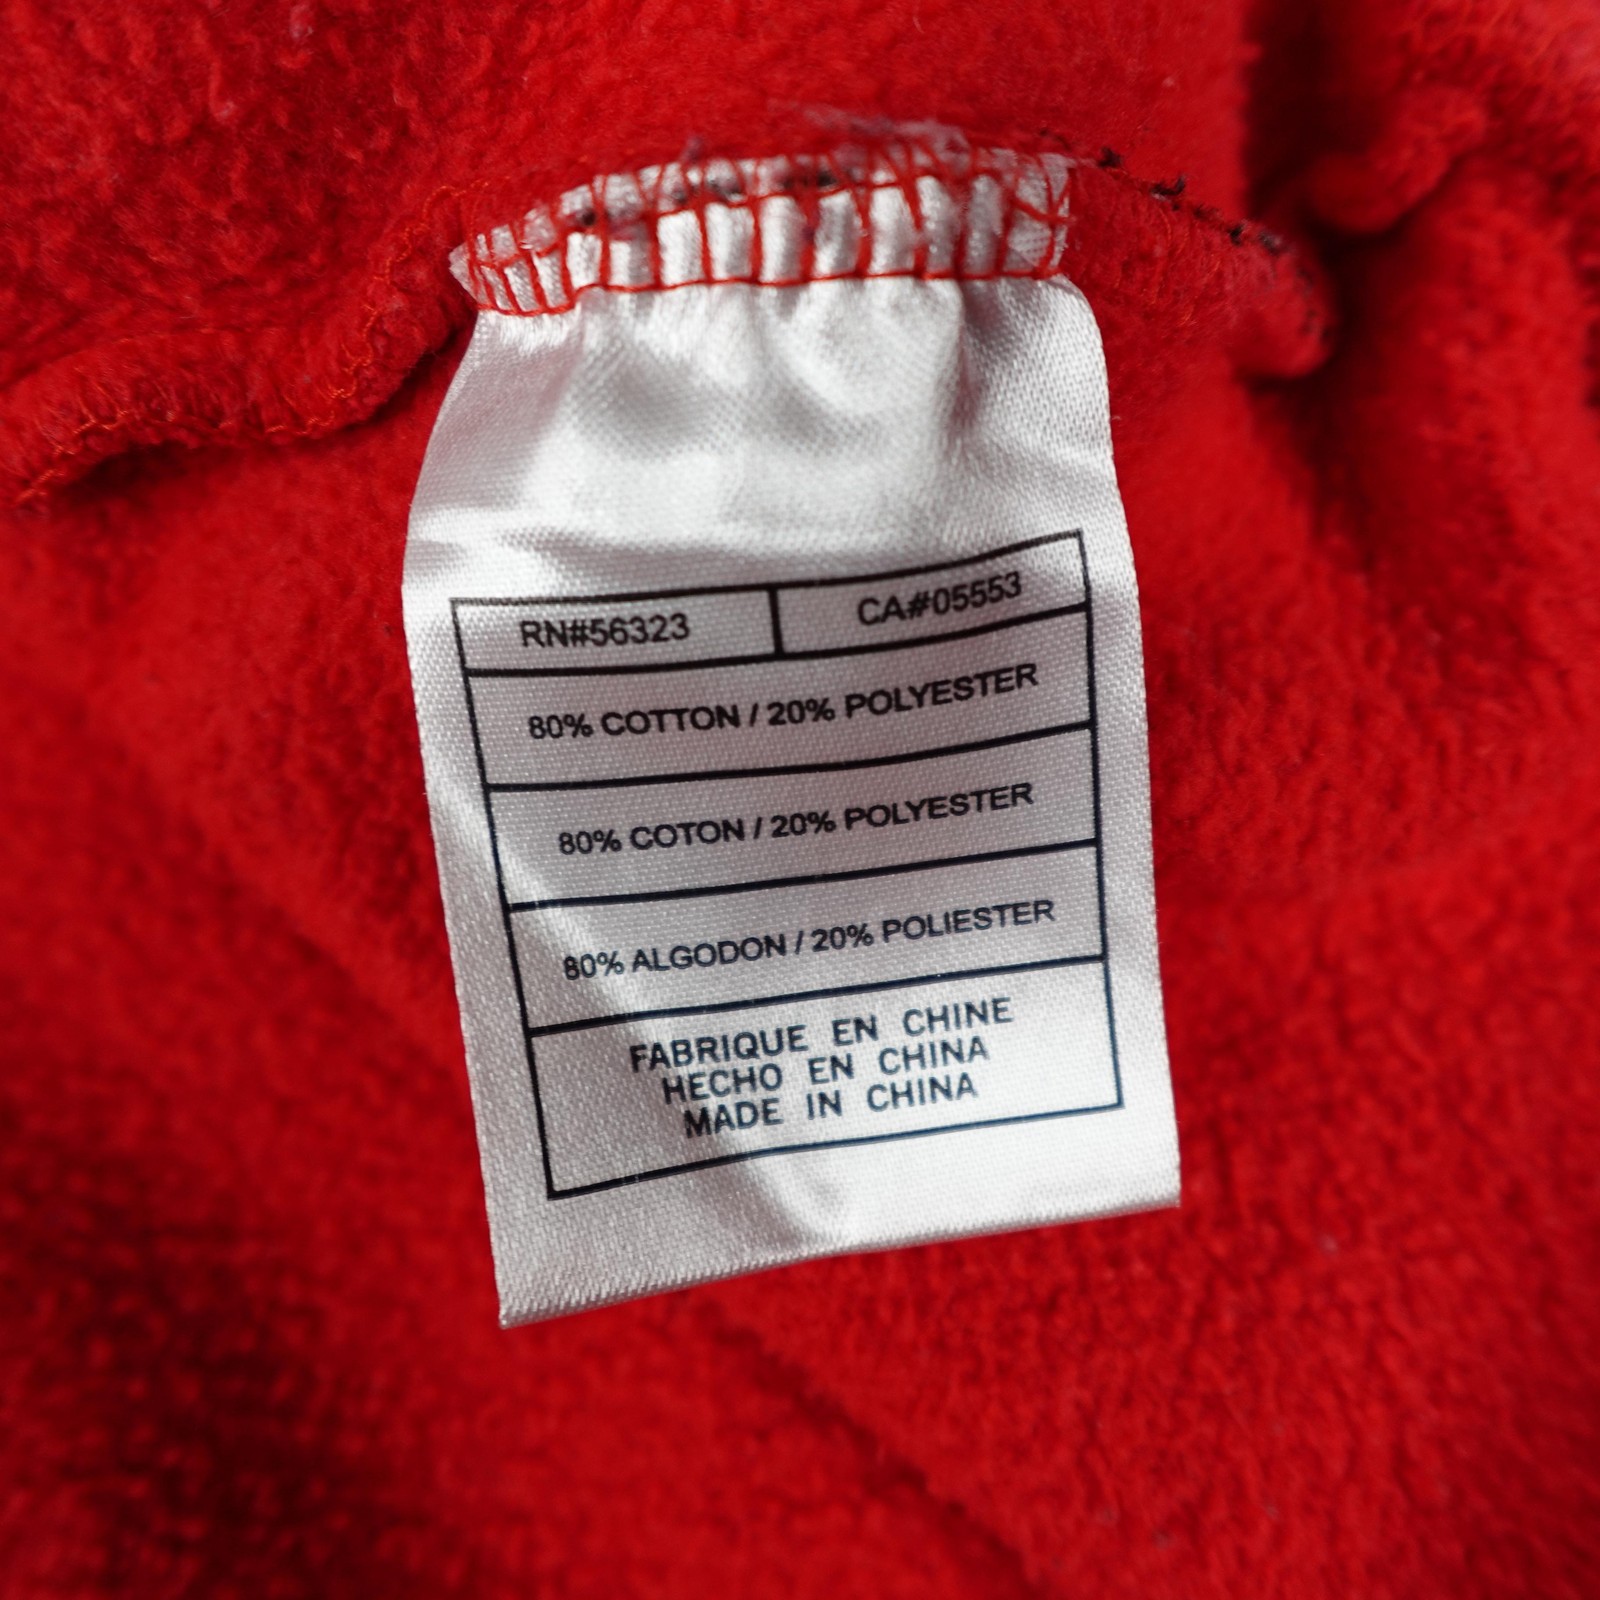 RN#56323 CA#05553
80% COTTON / 20% POLYESTER
80% COTON / 20% POLYESTER
80% ALGODON / 20% POLIESTER
FABRIQUE EN CHINE
HECHO EN CHINA
MADE IN CHINA